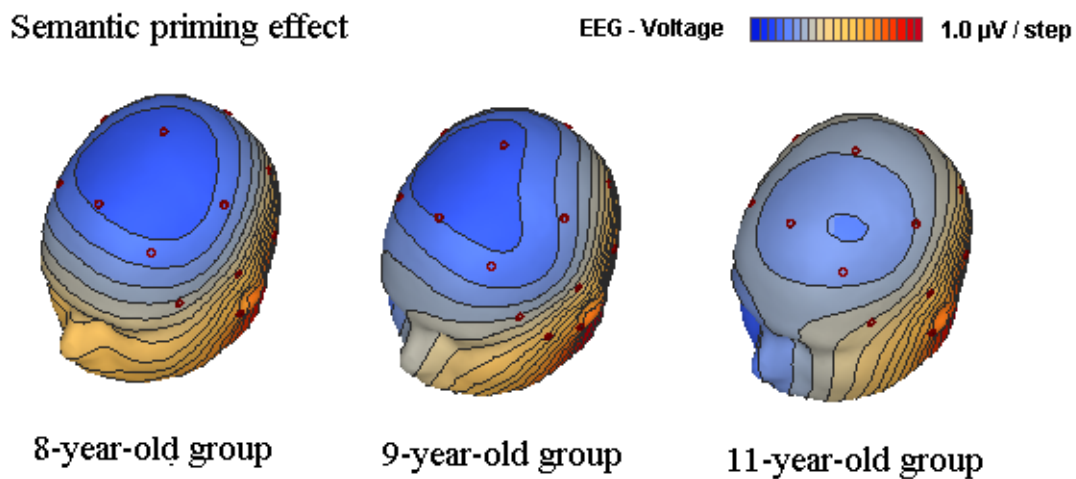 Semantic priming effect
EEG - Voltage 1.0 µV / step
8-year-old group
9-year-old group
11-year-old group